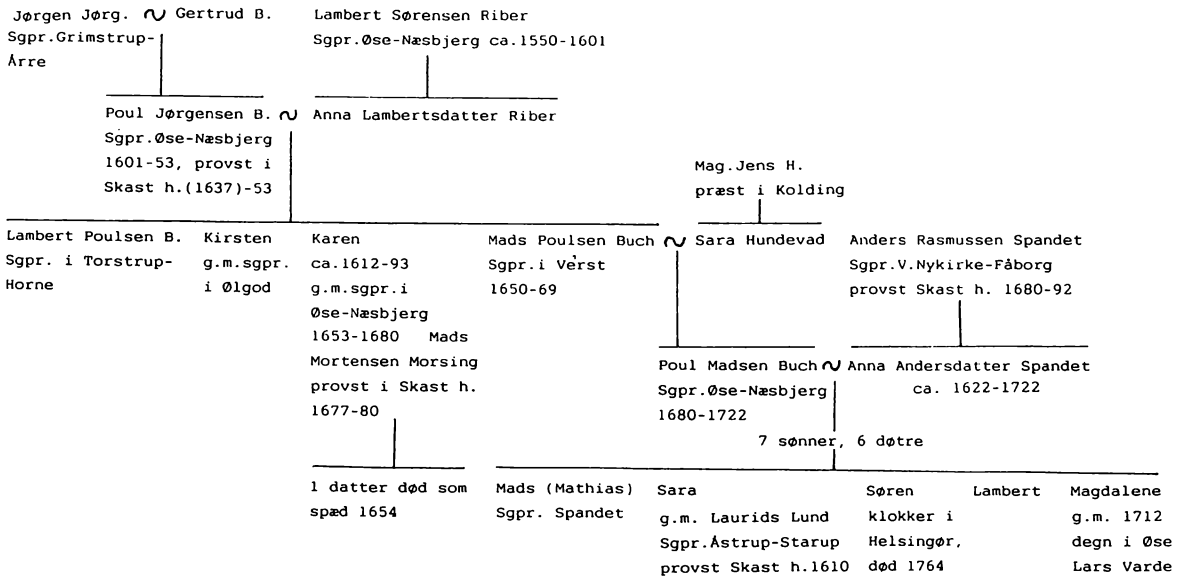 Jørgen Jørg. ∾ Gertrud B.
Sgpr.Grimstrup-
Årre
Lambert Sørensen Riber
Sgpr.Øse-Næsbjerg ca.1550-1601
Poul Jørgensen B. ∾ Anna Lambertsdatter Riber
Sgpr.Øse-Næsbjerg
1601-53, provst i
Skast h.(1637)-53
Mag.Jens H.
præst i Kolding
Lambert Poulsen B.
Sgpr. i Torstrup-
Horne
Kirsten
g.m.sgpr.
i Ølgod
Karen
ca.1612-93
g.m.sgpr.i
Øse-Næsbjerg
1653-1680 Mads
Mortensen Morsing
provst i Skast h.
1677-80
Mads Poulsen Buch ∾ Sara Hundevad
Sgpr.i Verst
1650-69
Anders Rasmussen Spandet
Sgpr.V.Nykirke-Fåborg
provst Skast h. 1680-92
Poul Madsen Buch ∾ Anna Andersdatter Spandet
Sgpr.Øse-Næsbjerg
1680-1722
ca. 1622-1722
7 sønner, 6 døtre
1 datter død som
spæd 1654
Mads (Mathias)
Sgpr. Spandet
Sara
g.m. Laurids Lund
Sgpr.Åstrup-Starup
provst Skast h.1610
Søren
klokker i
Helsingør,
død 1764
Lambert
Magdalene
g.m. 1712
degn i Øse
Lars Varde